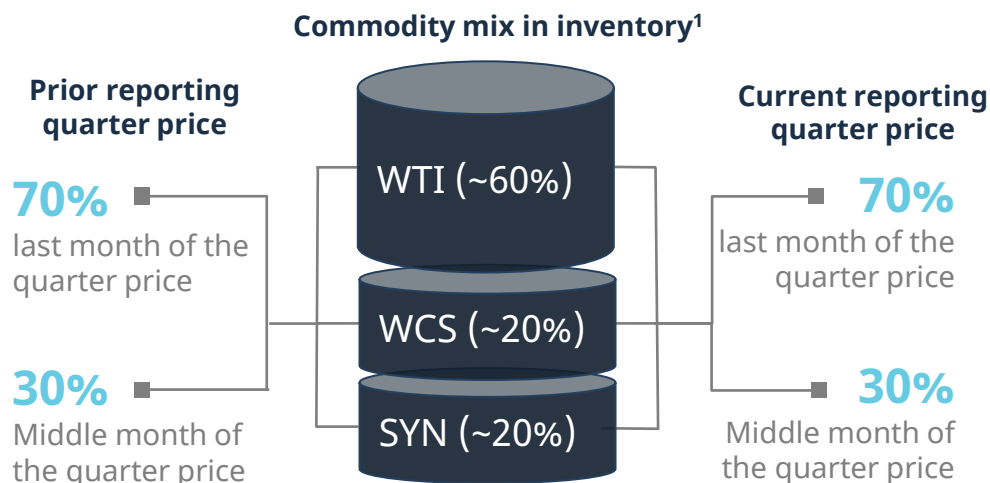 Commodity mix in inventory¹
Prior reporting
quarter price
70%
last month of the
quarter price
30%
Middle month of
the quarter price
WTI (~60%)
WCS (~20%)
SYN (~20%)
Current reporting
quarter price
70%
last month of the
quarter price
30%
Middle month of
the quarter price